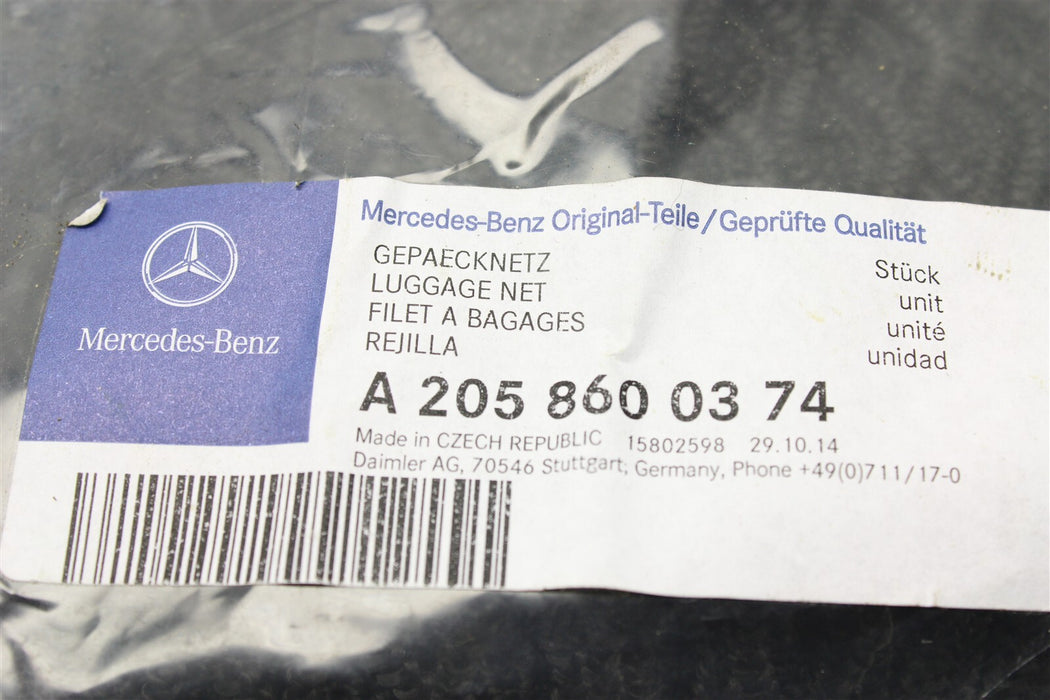 Mercedes-Benz
Mercedes-Benz Original-Teile/Geprüfte Qualität
GEPAECKNETZ
LUGGAGE NET
FILET A BAGAGES
REJILLA
Stück
unit
unité
unidad
A 205 860 03 74
Made in CZECH REPUBLIC 15802598 29.10.14
Daimler AG, 70546 Stuttgart, Germany, Phone +49(0)711/17-0